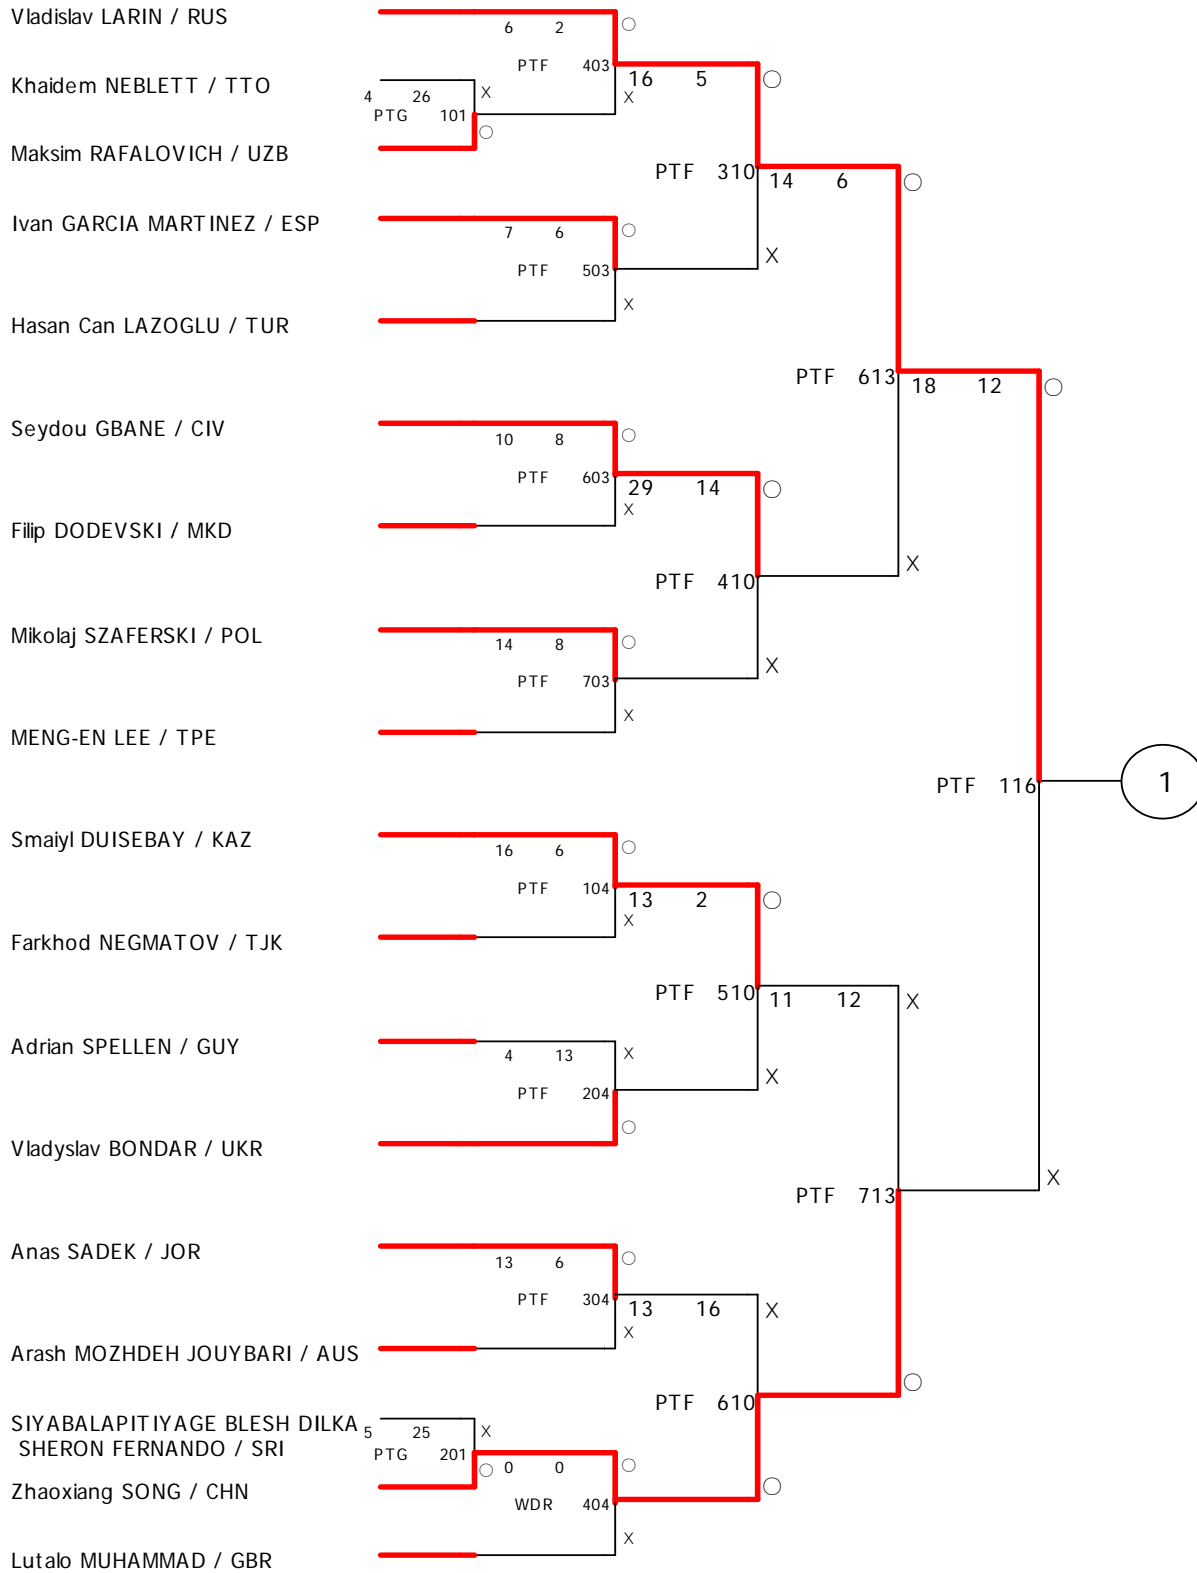 Vladislav LARIN / RUS
6 2
PTF 403
16 5
Khaidem NEBLETT / TTO
4 26 X
PTG 101
X
Maksim RAFALOVICH / UZB
PTF 310
14 6
Ivan GARCIA MARTINEZ / ESP
7 6
PTF 503
X
X
Hasan Can LAZOGLU / TUR
PTF 613
18 12
Seydou GBANE / CIV
10 8
PTF 603
29 14
X
Filip DODEVSKI / MKD
X
PTF 410
Mikolaj SZAFERSKI / POL
14 8
X
PTF 703
X
MENG-EN LEE / TPE
PTF 116
1
Smaiyl DUISEBAY / KAZ
16 6
PTF 104
13 2
X
Farkhod NEGMATOV / TJK
PTF 510
11 12 X
Adrian SPELLEN / GUY
4 13 X
X
PTF 204
Vladyslav BONDAR / UKR
X
PTF 713
Anas SADEK / JOR
13 6
PTF 304
13 16 X
X
Arash MOZHDEH JOUYBARI / AUS
PTF 610
SIYABALAPITIYAGE BLESH DILKA
5 25 X
SHERON FERNANDO / SRI
PTG 201
0 0
Zhaoxiang SONG / CHN
WDR 404
X
Lutalo MUHAMMAD / GBR